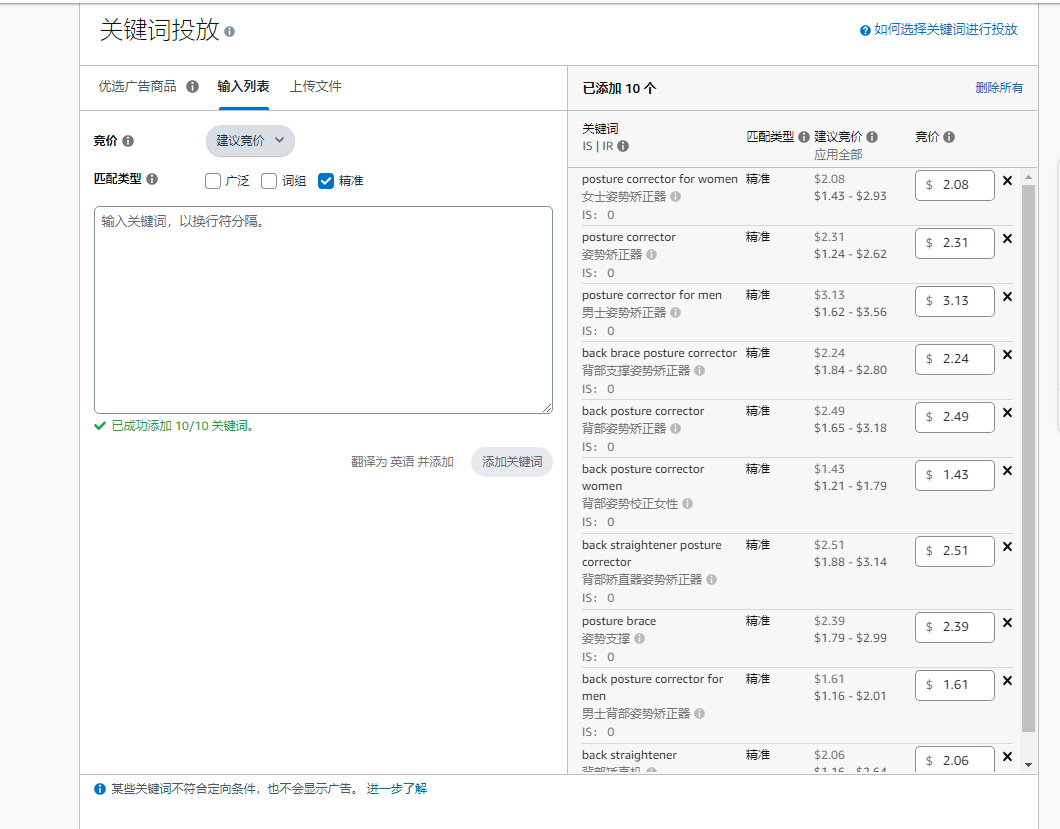 关键词投放
如何选择关键词进行投放
优选广告商品 输入列表 上传文件
竞价 建议竞价
匹配类型 广泛 词组 精准
输入关键词，以换行符分隔。
已成功添加 10/10 关键词。
翻译为 英语 并添加 添加关键词
已添加 10 个 删除所有
关键词 匹配类型 建议竞价 竞价
IS | IR 应用全部
posture corrector for women 精准 $2.08 $ 2.08
女士姿势矫正器 $1.43 - $2.93
IS： 0
posture corrector 精准 $2.31 $ 2.31
姿势矫正器 $1.24 - $2.62
IS： 0
posture corrector for men 精准 $3.13 $ 3.13
男士姿势矫正器 $1.62 - $3.56
IS： 0
back brace posture corrector 精准 $2.24 $ 2.24
背部支撑姿势矫正器 $1.84 - $2.80
IS： 0
back posture corrector 精准 $2.49 $ 2.49
背部姿势矫正器 $1.65 - $3.18
IS： 0
back posture corrector 精准 $1.43 $ 1.43
women $1.21 - $1.79
背部姿势校正女性
IS： 0
back straightener posture 精准 $2.51 $ 2.51
corrector $1.88 - $3.14
背部矫直器姿势矫正器
IS： 0
posture brace 精准 $2.39 $ 2.39
姿势支撑 $1.79 - $2.99
IS： 0
back posture corrector for 精准 $1.61 $ 1.61
men $1.16 - $2.01
男士背部姿势矫正器
IS： 0
back straightener 精准 $2.06 $ 2.06
背部矫直机 $1.16 - $2.64
某些关键词不符合定向条件，也不会显示广告。 进一步了解